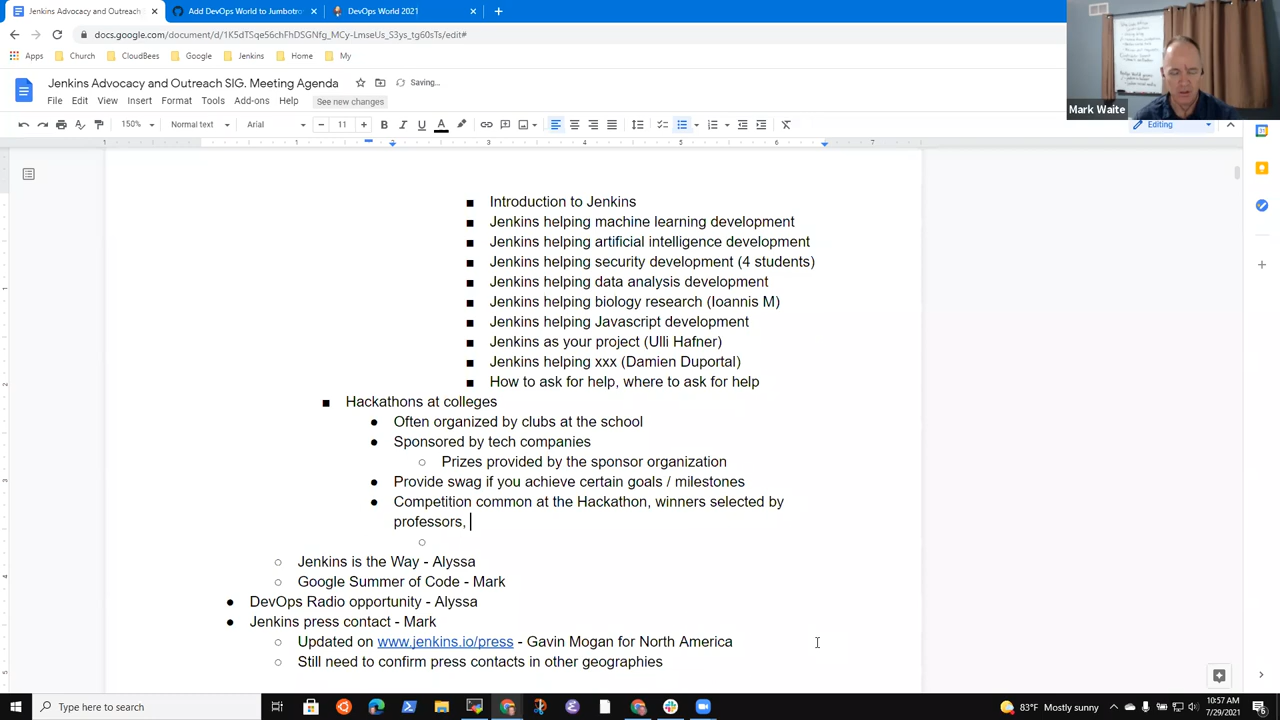 Jenkins Advocacy and Outreach
Add DevOps World to Jumbotro
DevOps World 2021
docs.google.com/document/d/
Apps
Church
CloudBees
Google
Jenkins
Home
My
Jenkins Advocacy and Outreach SIG. Meeting Agenda
Saving...
File Edit View Insert Format Tools Add-ons Help
See new changes
150%
Normal text
Arial
11
Editing
Mark Waite
Introduction to Jenkins
Jenkins helping machine learning development
Jenkins helping artificial intelligence development
Jenkins helping security development (4 students)
Jenkins helping data analysis development
Jenkins helping biology research (Ioannis M)
Jenkins helping Javascript development
Jenkins as your project (Ulli Hafner)
Jenkins helping xxx (Damien Duportal)
How to ask for help, where to ask for help
Hackathons at colleges
Often organized by clubs at the school
Sponsored by tech companies
Prizes provided by the sponsor organization
Provide swag if you achieve certain goals / milestones
Competition common at the Hackathon, winners selected by
professors,
Jenkins is the Way - Alyssa
Google Summer of Code - Mark
DevOps Radio opportunity - Alyssa
Jenkins press contact - Mark
Updated on www.jenkins.io/press - Gavin Mogan for North America
Still need to confirm press contacts in other geographies
Type here to search
83°F Mostly sunny
10:57 AM
7/29/2021